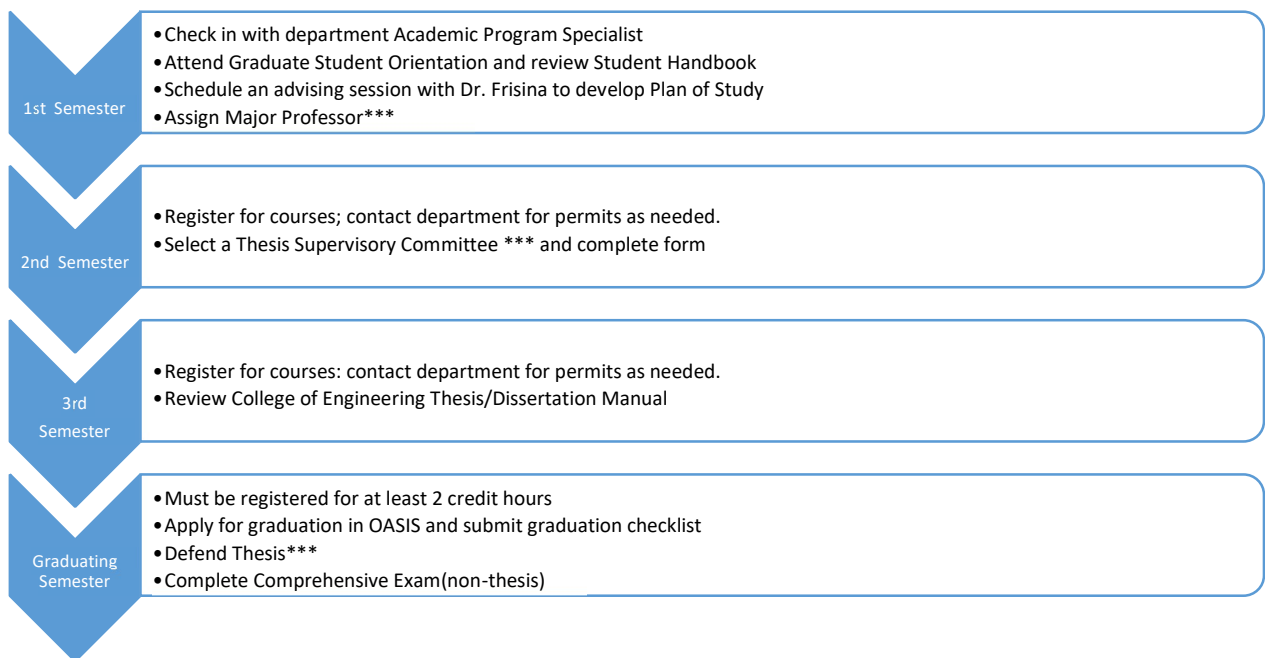 1st Semester
•Check in with department Academic Program Specialist
•Attend Graduate Student Orientation and review Student Handbook
•Schedule an advising session with Dr. Frisina to develop Plan of Study
•Assign Major Professor***
2nd Semester
•Register for courses; contact department for permits as needed.
•Select a Thesis Supervisory Committee *** and complete form
3rd
Semester
•Register for courses: contact department for permits as needed.
•Review College of Engineering Thesis/Dissertation Manual
Graduating
Semester
•Must be registered for at least 2 credit hours
•Apply for graduation in OASIS and submit graduation checklist
•Defend Thesis***
•Complete Comprehensive Exam(non-thesis)